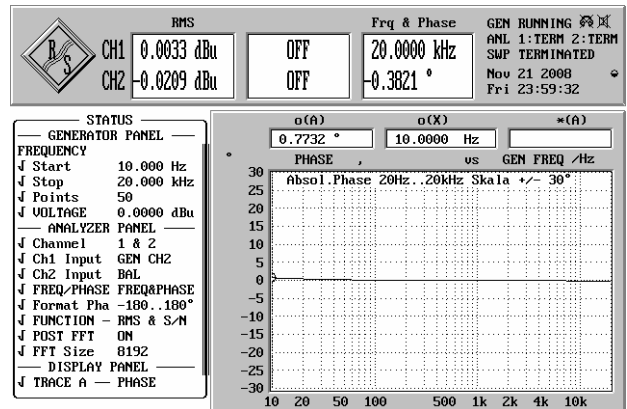 RMS
Frq & Phase
GEN RUNNING
R/S CH1 0.0033 dBu OFF 20.0000 kHz
ANL 1:TERM 2:TERM
SWP TERMINATED
CH2 -0.0209 dBu OFF -0.3821 °
Nov 21 2008
Fri 23:59:32
STATUS
GENERATOR PANEL
FREQUENCY
√ Start 10.000 Hz
√ Stop 20.000 kHz
√ Points 50
√ VOLTAGE 0.0000 dBu
ANALYZER PANEL
√ Channel 1 & 2
√ Ch1 Input GEN CH2
√ Ch2 Input BAL
√ FREQ/PHASE FREQ&PHASE
√ Format Pha -180..180°
√ FUNCTION - RMS & S/N
√ POST FFT ON
√ FFT Size 8192
DISPLAY PANEL
√ TRACE A — PHASE
o(A) o(X) *(A)
0.7732 ° 10.0000 Hz
° PHASE , vs GEN FREQ /Hz
Absol.Phase 20Hz..20kHz Skala +/- 30°
30
25
20
15
10
5
0
-5
-10
-15
-20
-25
-30
10 20 50 100 500 1k 2k 4k 10k